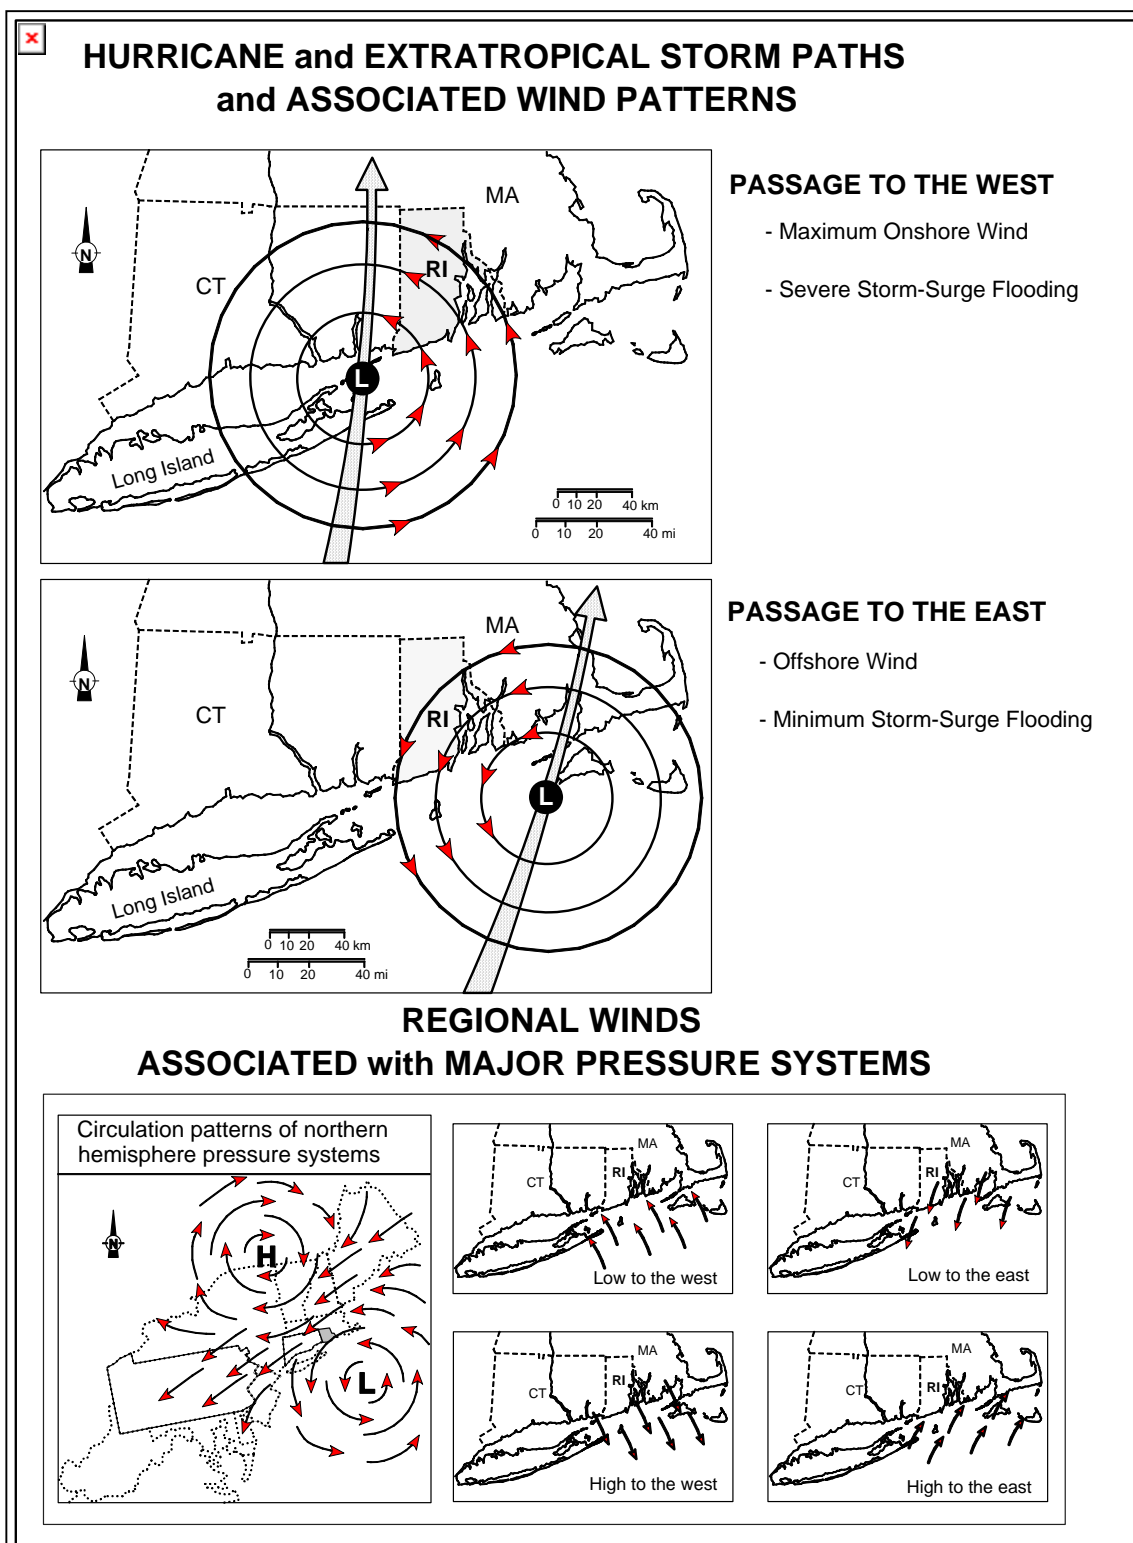 HURRICANE and EXTRATROPICAL STORM PATHS
and ASSOCIATED WIND PATTERNS
MA
RI
CT
N
L
Long Island
0 10 20 40 km
0 10 20 40 mi
PASSAGE TO THE WEST
- Maximum Onshore Wind
- Severe Storm-Surge Flooding
MA
RI
CT
N
L
Long Island
0 10 20 40 km
0 10 20 40 mi
PASSAGE TO THE EAST
- Offshore Wind
- Minimum Storm-Surge Flooding
REGIONAL WINDS
ASSOCIATED with MAJOR PRESSURE SYSTEMS
Circulation patterns of northern
hemisphere pressure systems
N
H
L
MA
RI
CT
Low to the west
MA
RI
CT
Low to the east
MA
RI
CT
High to the west
MA
RI
CT
High to the east